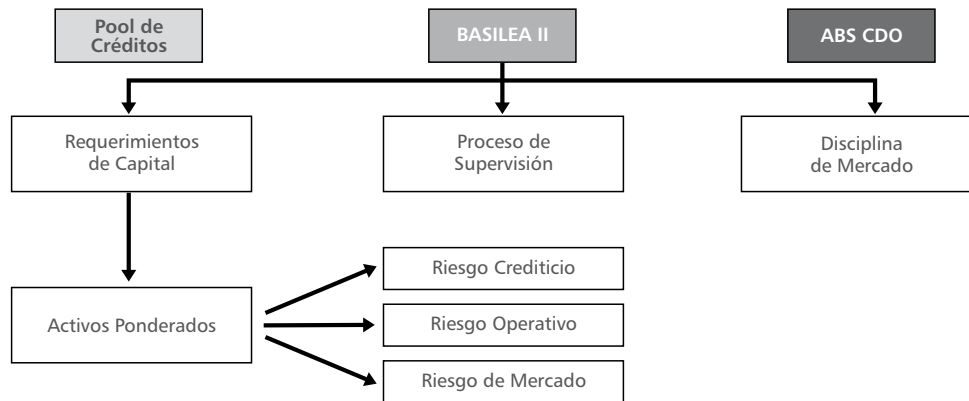 Pool de
Créditos
BASILEA II
ABS CDO
Requerimientos
de Capital
Proceso de
Supervisión
Disciplina
de Mercado
Activos Ponderados
Riesgo Crediticio
Riesgo Operativo
Riesgo de Mercado